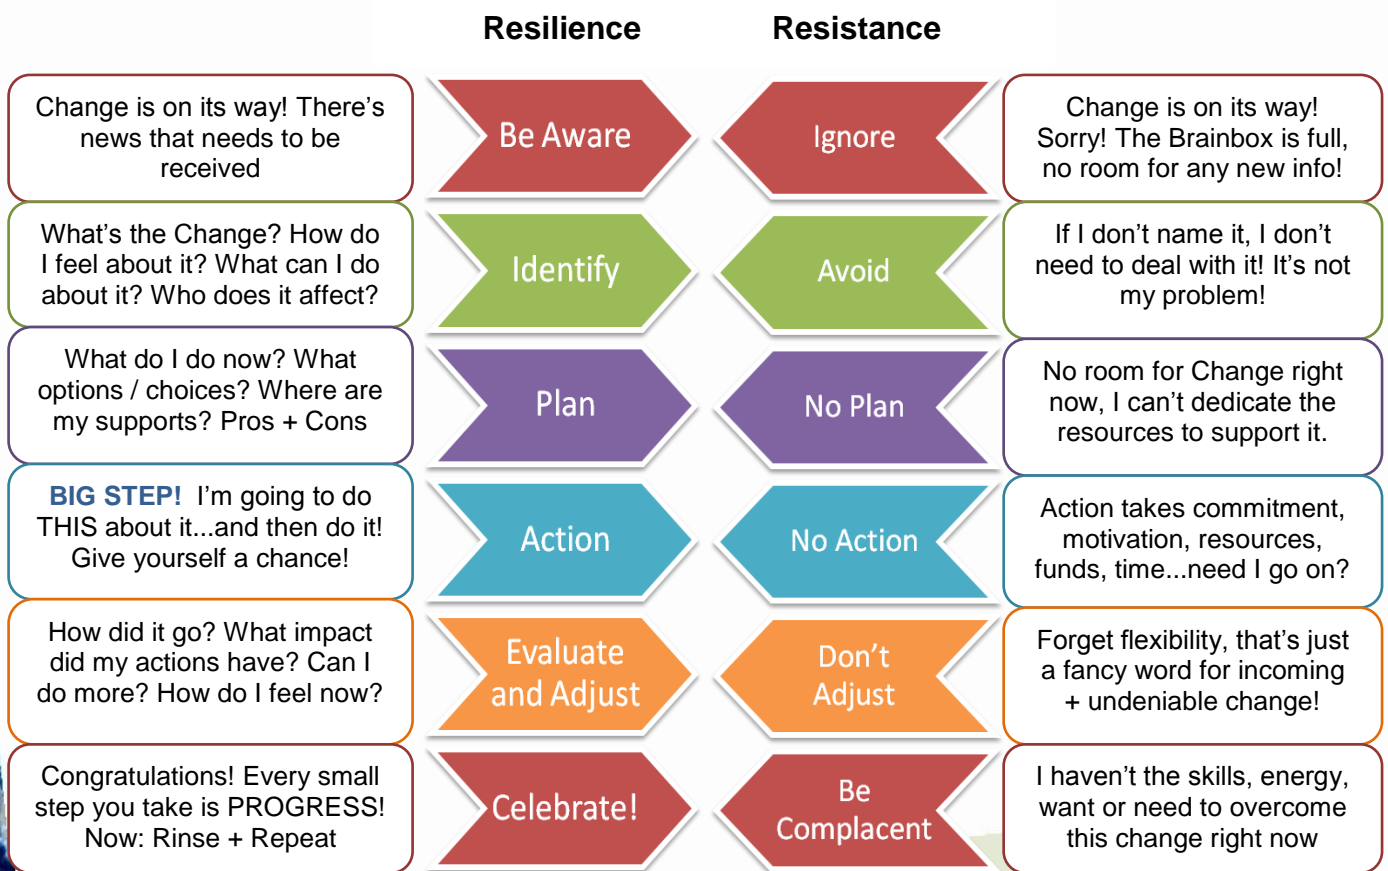 Resilience
Resistance
Change is on its way! There's
news that needs to be
received
Be Aware
Ignore
Change is on its way!
Sorry! The Brainbox is full,
no room for any new info!
What's the Change? How do
I feel about it? What can I do
about it? Who does it affect?
Identify
Avoid
If I don't name it, I don't
need to deal with it! It's not
my problem!
What do I do now? What
options / choices? Where are
my supports? Pros + Cons
Plan
No Plan
No room for Change right
now, I can't dedicate the
resources to support it.
BIG STEP! I'm going to do
THIS about it...and then do it!
Give yourself a chance!
Action
No Action
Action takes commitment,
motivation, resources,
funds, time...need I go on?
How did it go? What impact
did my actions have? Can I
do more? How do I feel now?
Evaluate
and Adjust
Don't
Adjust
Forget flexibility, that's just
a fancy word for incoming
+ undeniable change!
Congratulations! Every small
step you take is PROGRESS!
Now: Rinse + Repeat
Celebrate!
Be
Complacent
I haven't the skills, energy,
want or need to overcome
this change right now